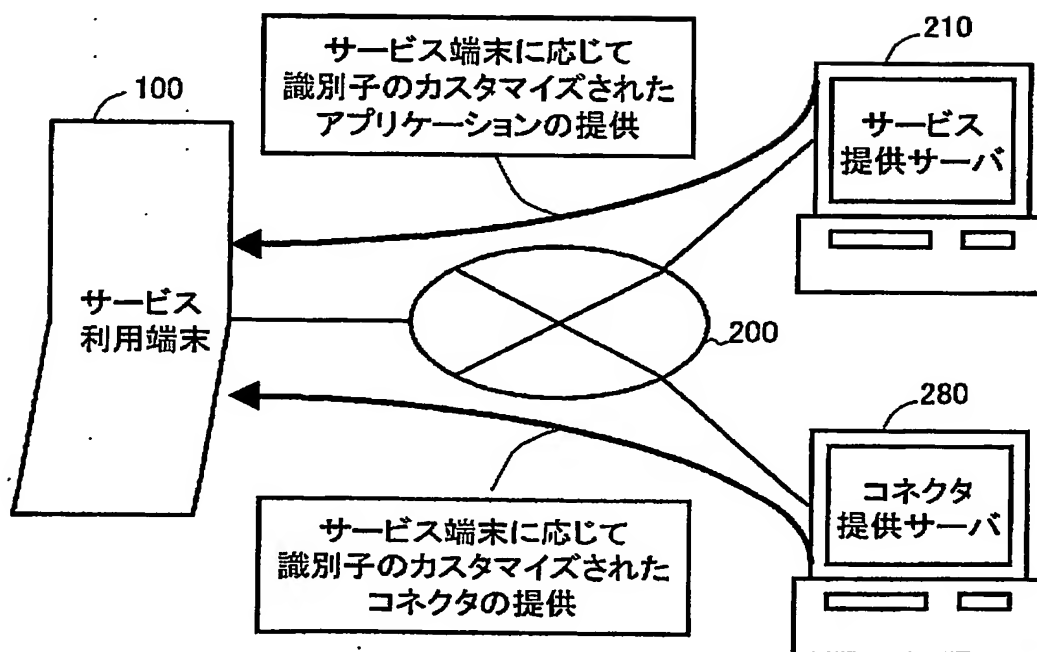 サービス端末に応じて
識別子のカスタマイズされた
アプリケーションの提供
210
100
サービス
提供サーバ
サービス
利用端末
200
280
コネクタ
提供サーバ
サービス端末に応じて
識別子のカスタマイズされた
コネクタの提供